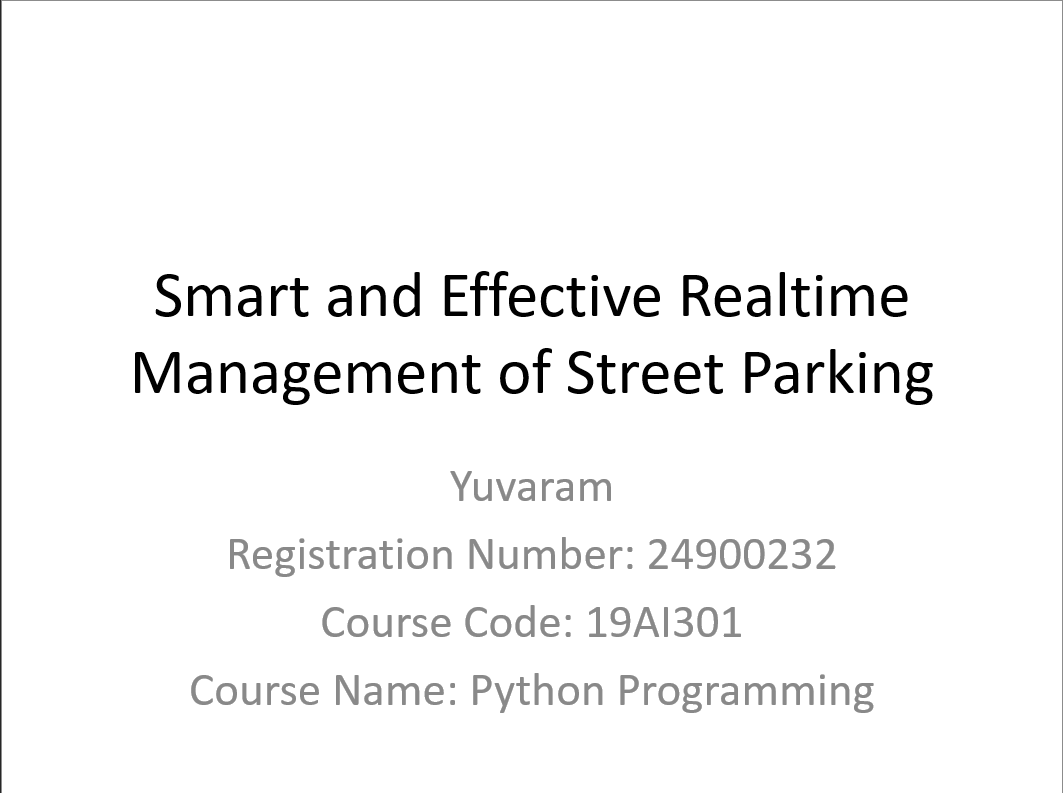 Smart and Effective Realtime
Management of Street Parking
Yuvaram
Registration Number: 24900232
Course Code: 19AI301
Course Name: Python Programming